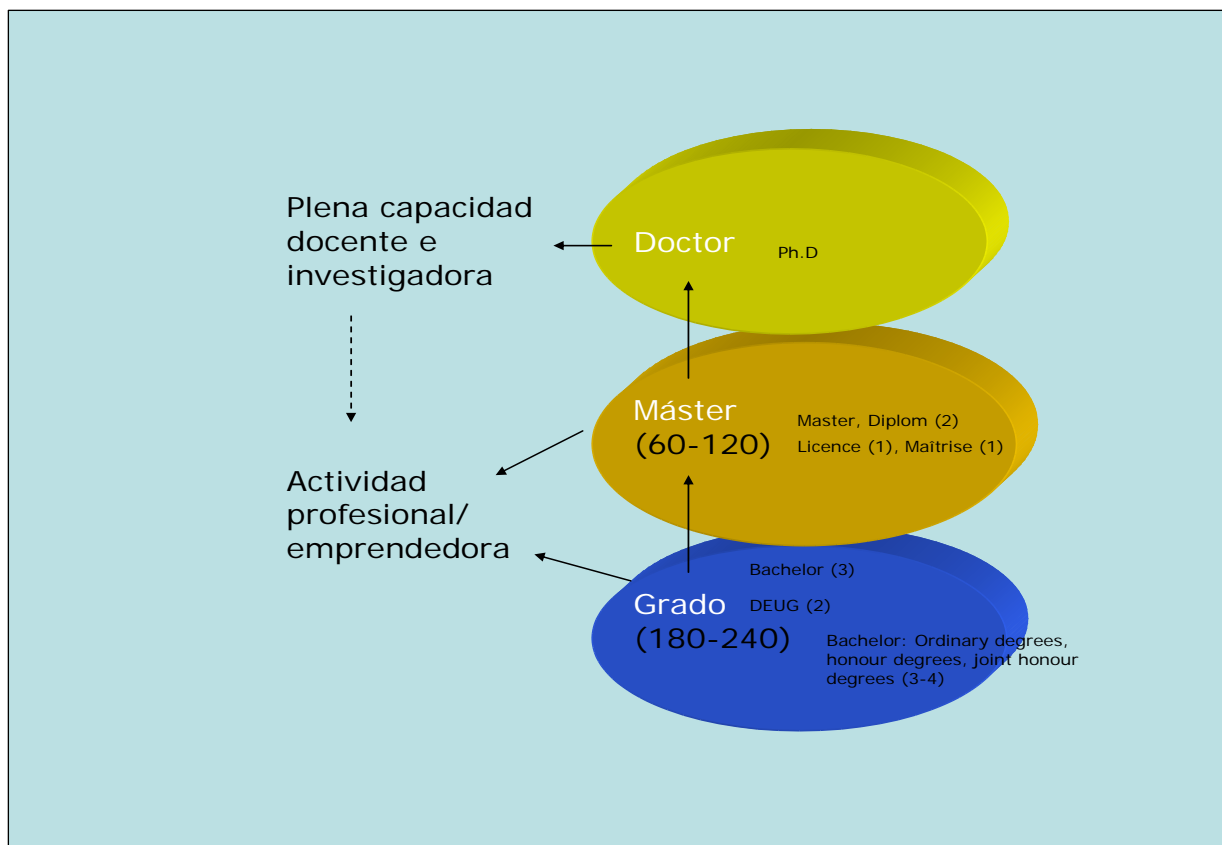 Plena capacidad
docente e
investigadora
Doctor
Ph.D
Máster
(60-120)
Master, Diplom (2)
Licence (1), Maîtrise (1)
Actividad
profesional/
emprendedora
Bachelor (3)
Grado
(180-240)
DEUG (2)
Bachelor: Ordinary degrees,
honour degrees, joint honour
degrees (3-4)